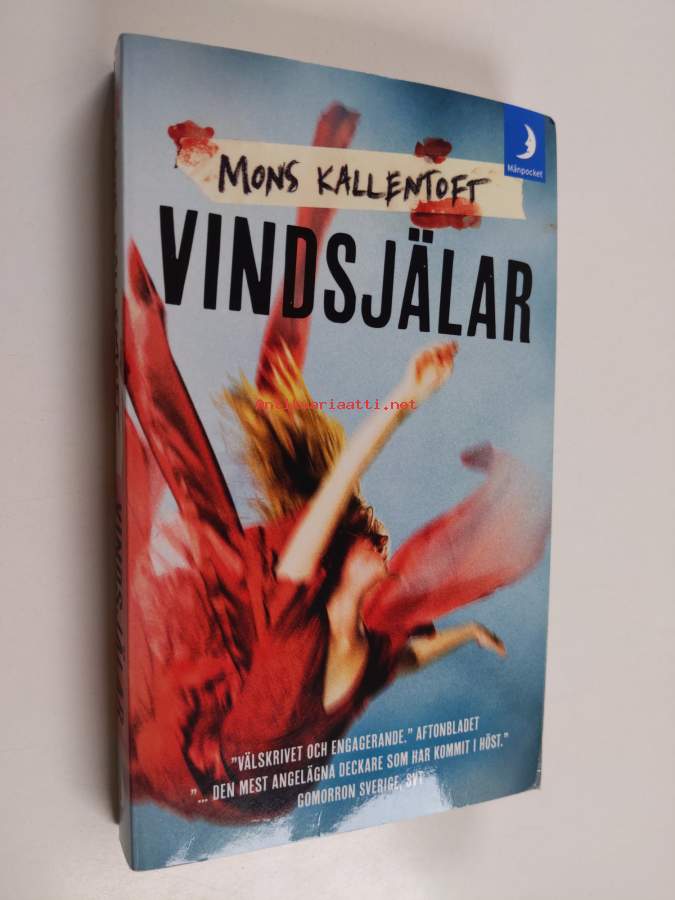 Månpocket
MONS KALLENTOFT
VINDSJÄLAR
antikvariaatti.net
"VÄLSKRIVET OCH ENGAGERANDE." AFTONBLADET
"... DEN MEST ANGELÄGNA DECKARE SOM HAR KOMMIT I HÖST."
GOMORRON SVERIGE, SVT
VINDSJÄLAR